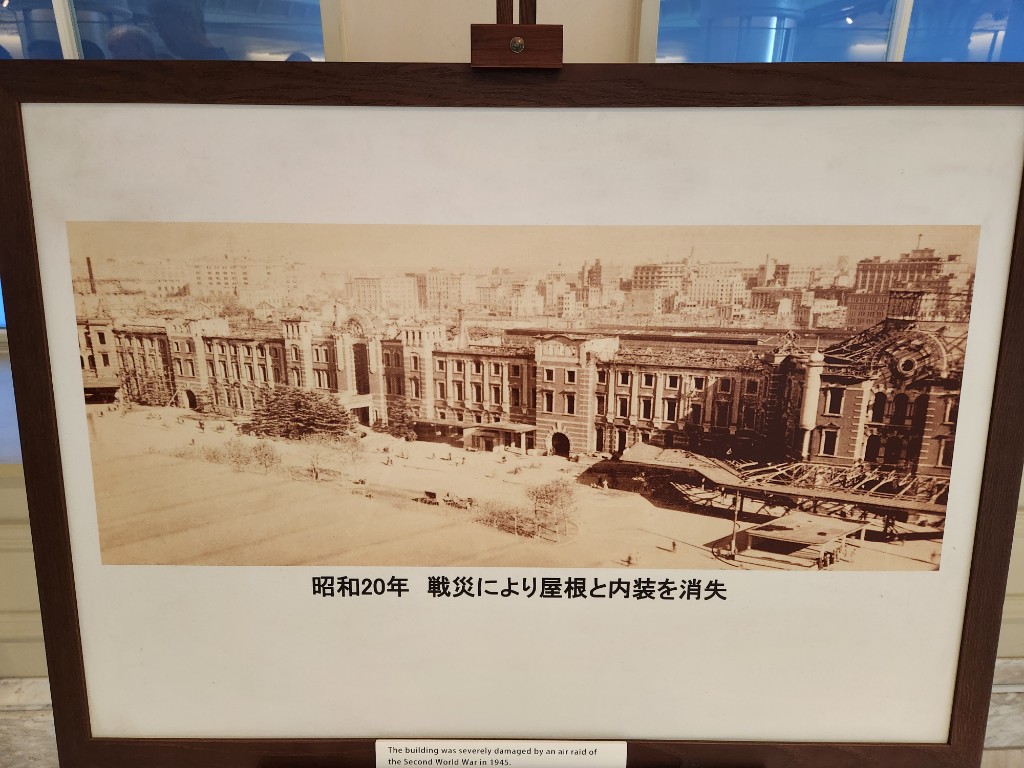 昭和20年　戦災により屋根と内装を消失
The building was severely damaged by an air raid of
the Second World War in 1945.